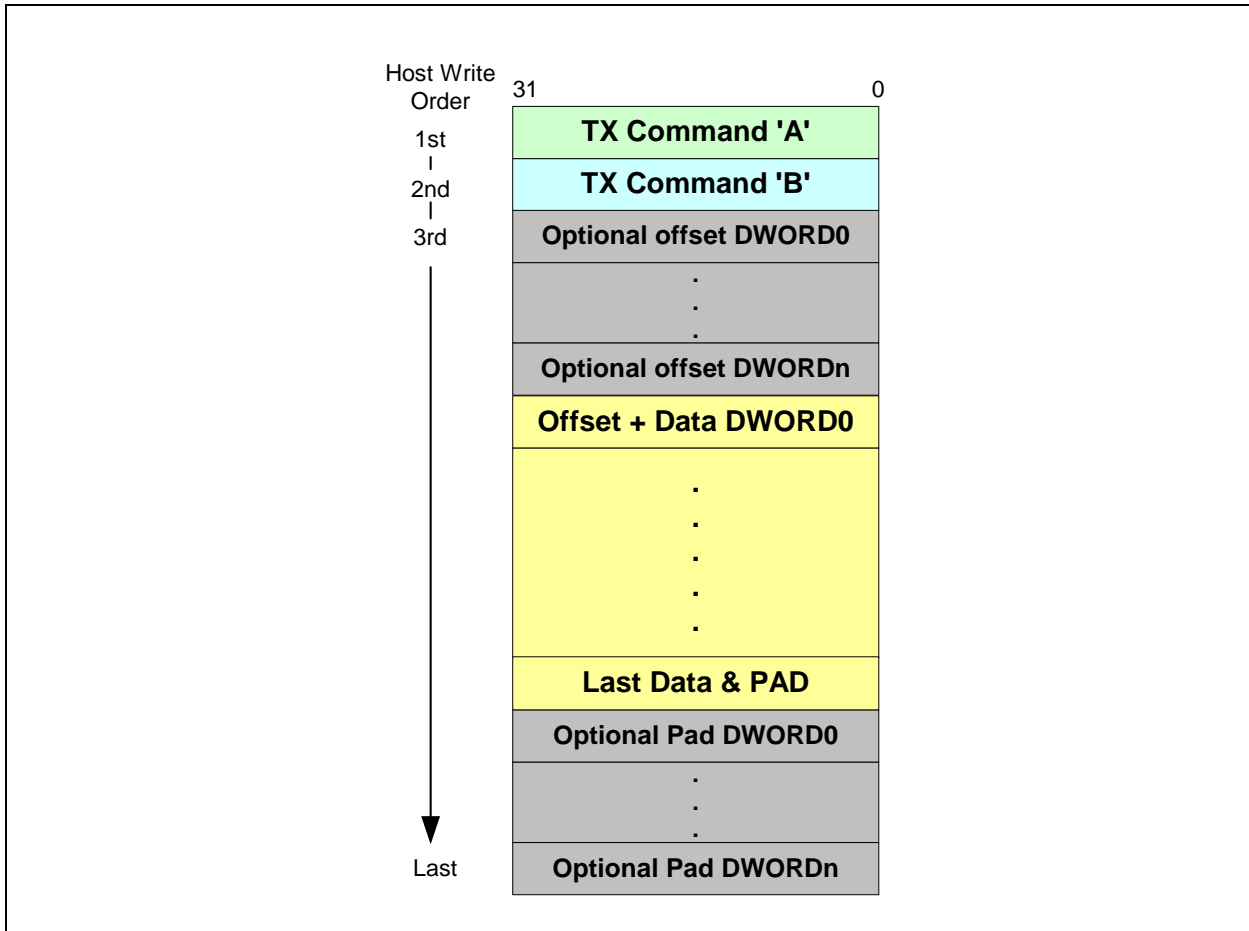 Host Write
Order
31
0
1st
TX Command 'A'
2nd
TX Command 'B'
3rd
Optional offset DWORD0
.
.
.
Optional offset DWORDn
Offset + Data DWORD0
.
.
.
.
.
Last Data & PAD
Optional Pad DWORD0
.
.
.
Last
Optional Pad DWORDn